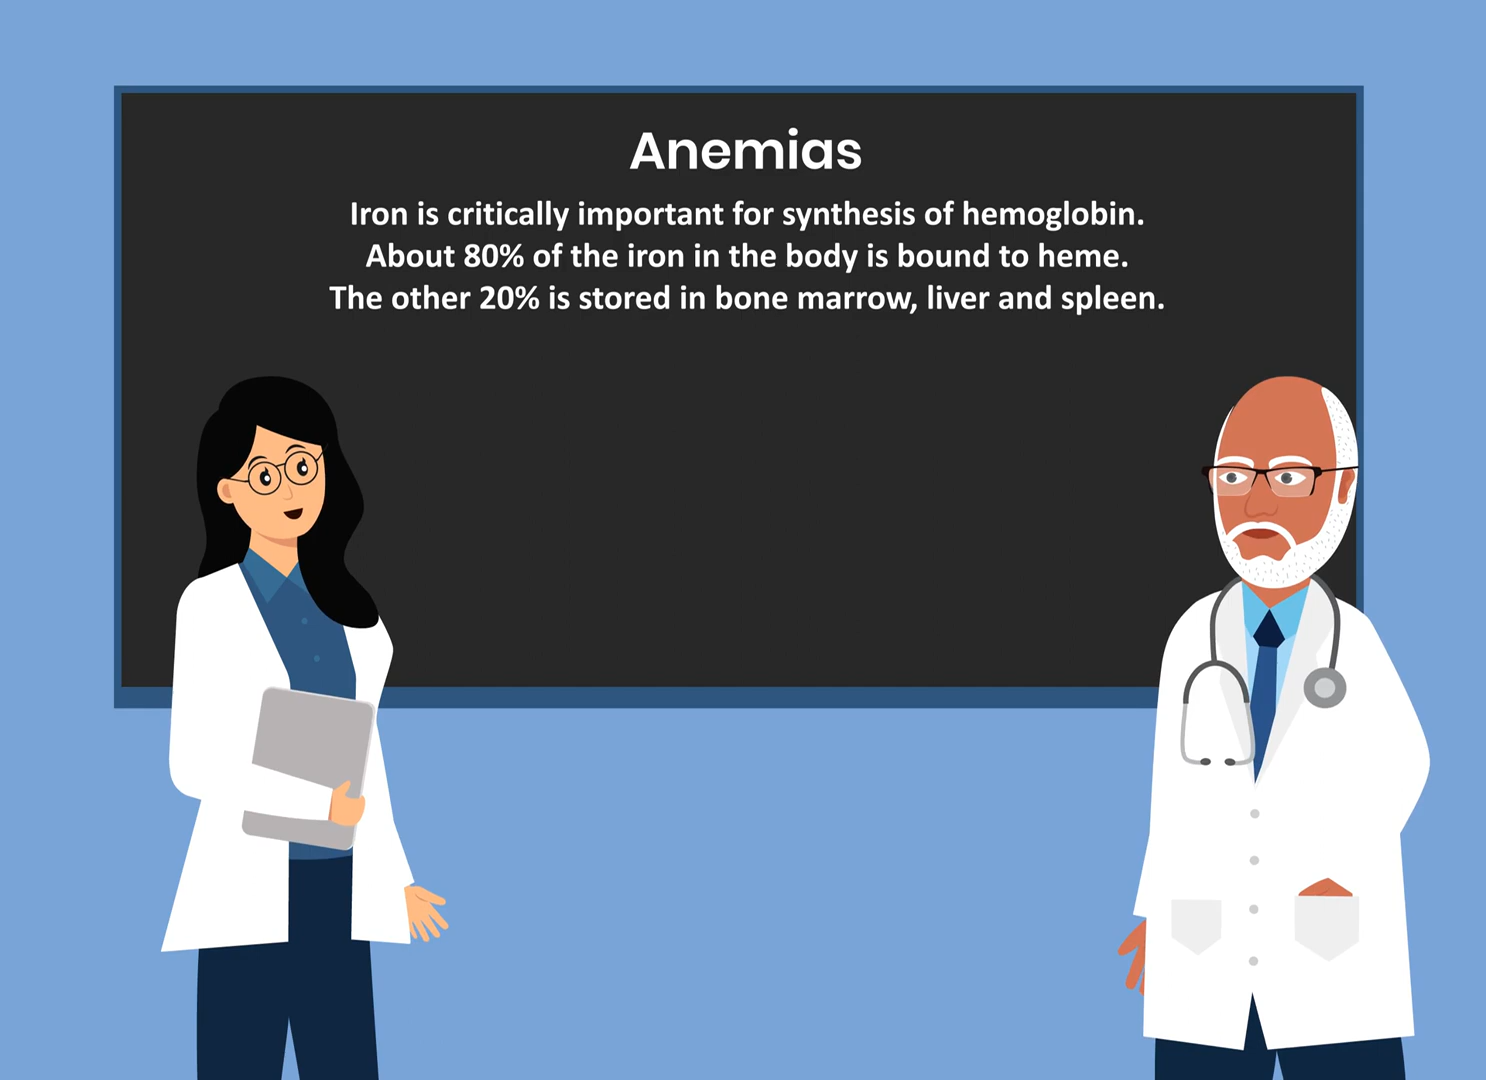 Anemias
Iron is critically important for synthesis of hemoglobin.
About 80% of the iron in the body is bound to heme.
The other 20% is stored in bone marrow, liver and spleen.